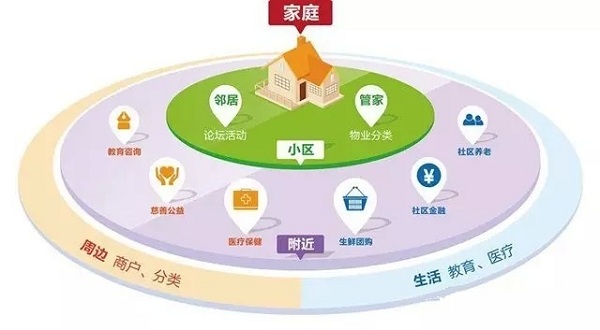 家庭
邻居
管家
论坛活动
物业分类
小区
教育咨询
社区养老
慈善公益
医疗保健
生鲜团购
¥
社区金融
附近
周边 商户、分类
生活 教育、医疗